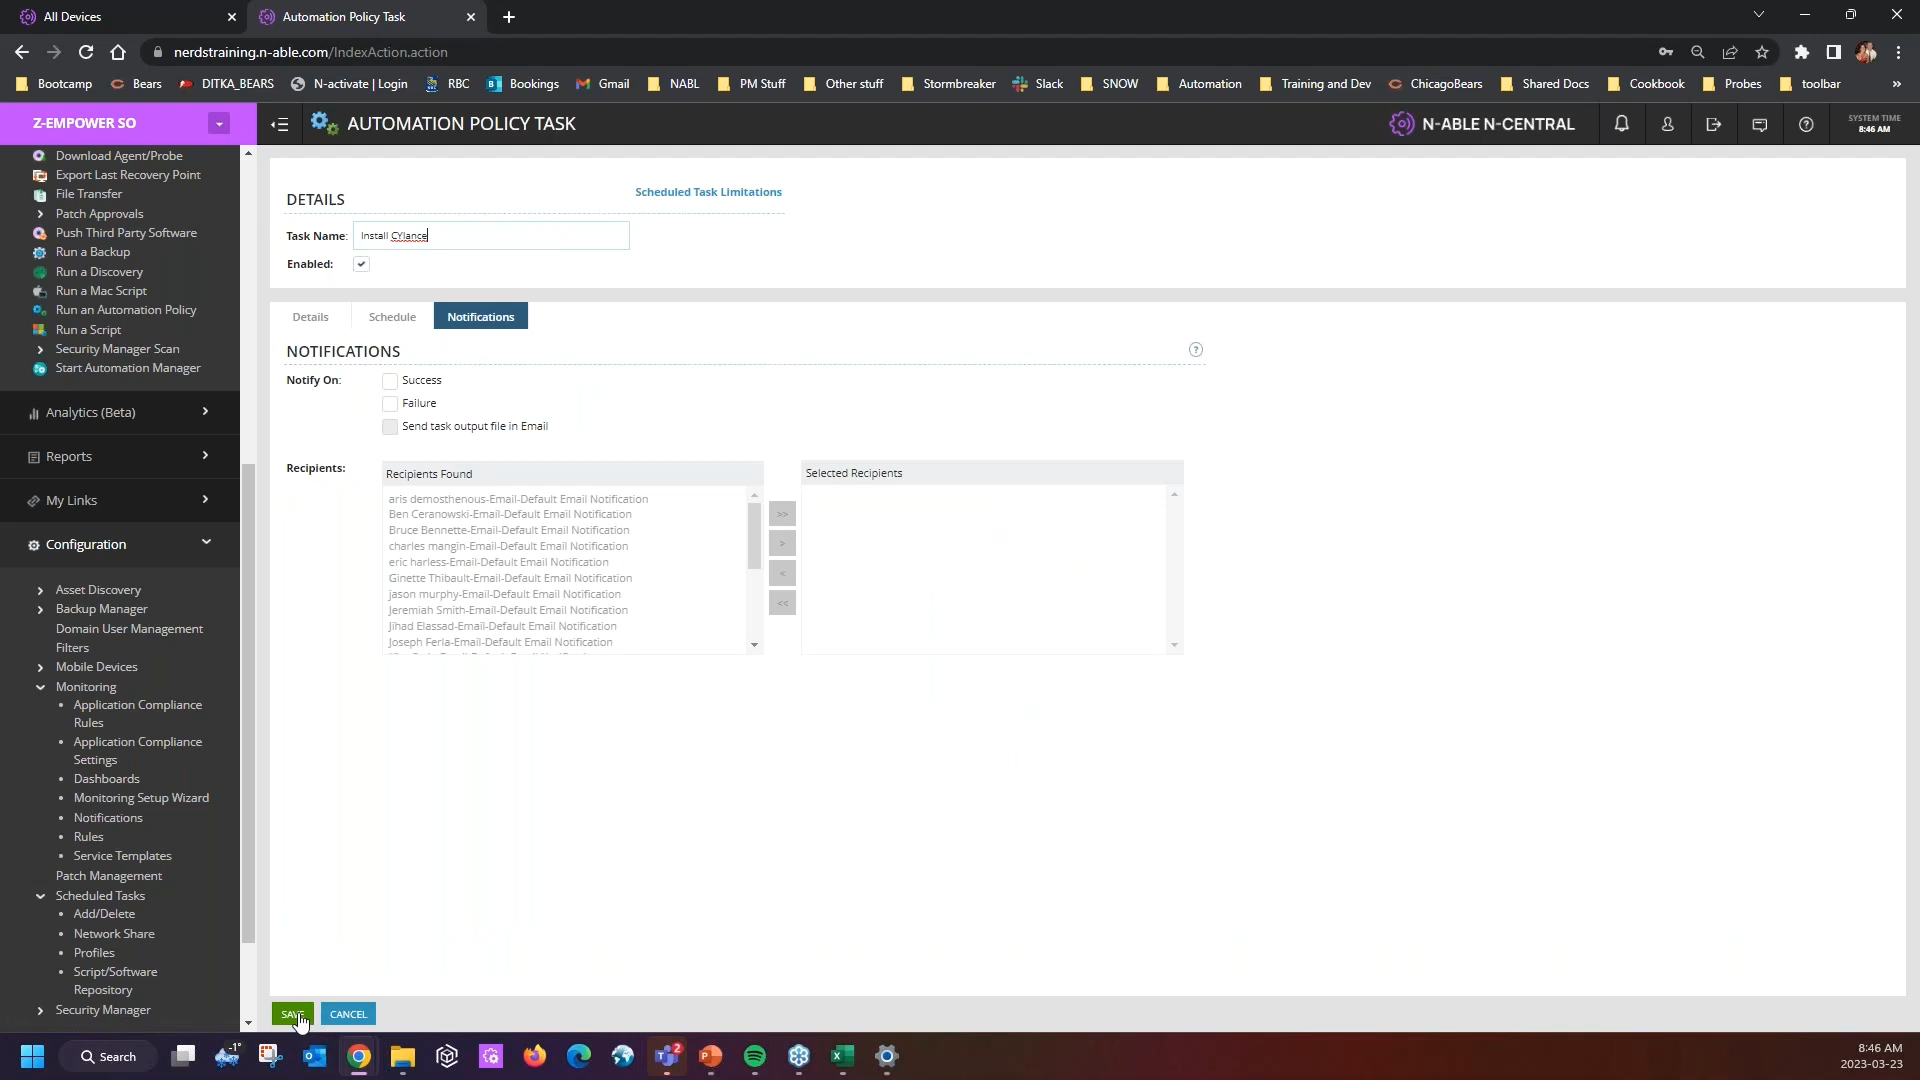 All Devices
Automation Policy Task
nerdstraining.n-able.com/IndexAction.action
Bootcamp
Bears
DITKA_BEARS
N-activate | Login
RBC
Bookings
Gmail
NABL
PM Stuff
Other stuff
Stormbreaker
Slack
SNOW
Automation
Training and Dev
ChicagoBears
Shared Docs
Cookbook
Probes
toolbar
»
Z-EMPOWER SO
AUTOMATION POLICY TASK
N-ABLE N-CENTRAL
SYSTEM TIME
8:46 AM
Download Agent/Probe
Export Last Recovery Point
File Transfer
Patch Approvals
Push Third Party Software
Run a Backup
Run a Discovery
Run a Mac Script
Run an Automation Policy
Run a Script
Security Manager Scan
Start Automation Manager
Analytics (Beta)
Reports
My Links
Configuration
Asset Discovery
Backup Manager
Domain User Management
Filters
Mobile Devices
Monitoring
Application Compliance
Rules
Application Compliance
Settings
Dashboards
Monitoring Setup Wizard
Notifications
Rules
Service Templates
Patch Management
Scheduled Tasks
Add/Delete
Network Share
Profiles
Script/Software
Repository
Security Manager
DETAILS
Scheduled Task Limitations
Task Name: Install CYlance
Enabled:
Details
Schedule
Notifications
NOTIFICATIONS
?
Notify On:
Success
Failure
Send task output file in Email
Recipients:
Recipients Found
aris demosthenous-Email-Default Email Notification
Ben Ceranowski-Email-Default Email Notification
Bruce Bennette-Email-Default Email Notification
charles mangin-Email-Default Email Notification
eric harless-Email-Default Email Notification
Ginette Thibault-Email-Default Email Notification
jason murphy-Email-Default Email Notification
Jeremiah Smith-Email-Default Email Notification
Jihad Elassad-Email-Default Email Notification
Joseph Ferla-Email-Default Email Notification
>>
>
<
<<
Selected Recipients
SAVE
CANCEL
-1°
Search
2
8:46 AM
2023-03-23